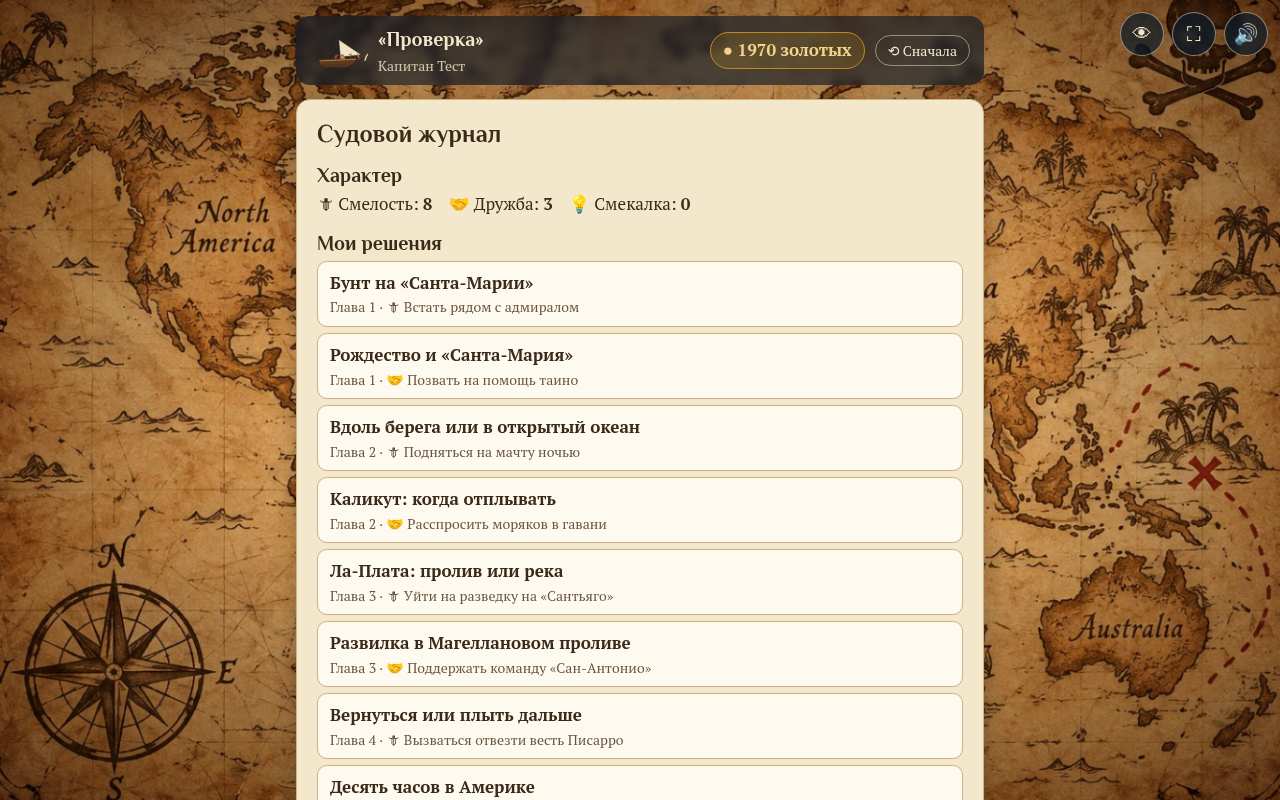 «Проверка»
Капитан Тест
● 1970 золотых
⟲ Сначала
Судовой журнал
Характер
🗡 Смелость: 8 🤝 Дружба: 3 💡 Смекалка: 0
Мои решения
Бунт на «Санта-Марии»
Глава 1 · 🗡 Встать рядом с адмиралом
Рождество и «Санта-Мария»
Глава 1 · 🤝 Позвать на помощь таино
Вдоль берега или в открытый океан
Глава 2 · 🗡 Подняться на мачту ночью
Каликут: когда отплывать
Глава 2 · 🤝 Расспросить моряков в гавани
Ла-Плата: пролив или река
Глава 3 · 🗡 Уйти на разведку на «Сантьяго»
Развилка в Магеллановом проливе
Глава 3 · 🤝 Поддержать команду «Сан-Антонио»
Вернуться или плыть дальше
Глава 4 · 🗡 Вызваться отвезти весть Писарро
Десять часов в Америке
North
America
a
Australia
N
E
S